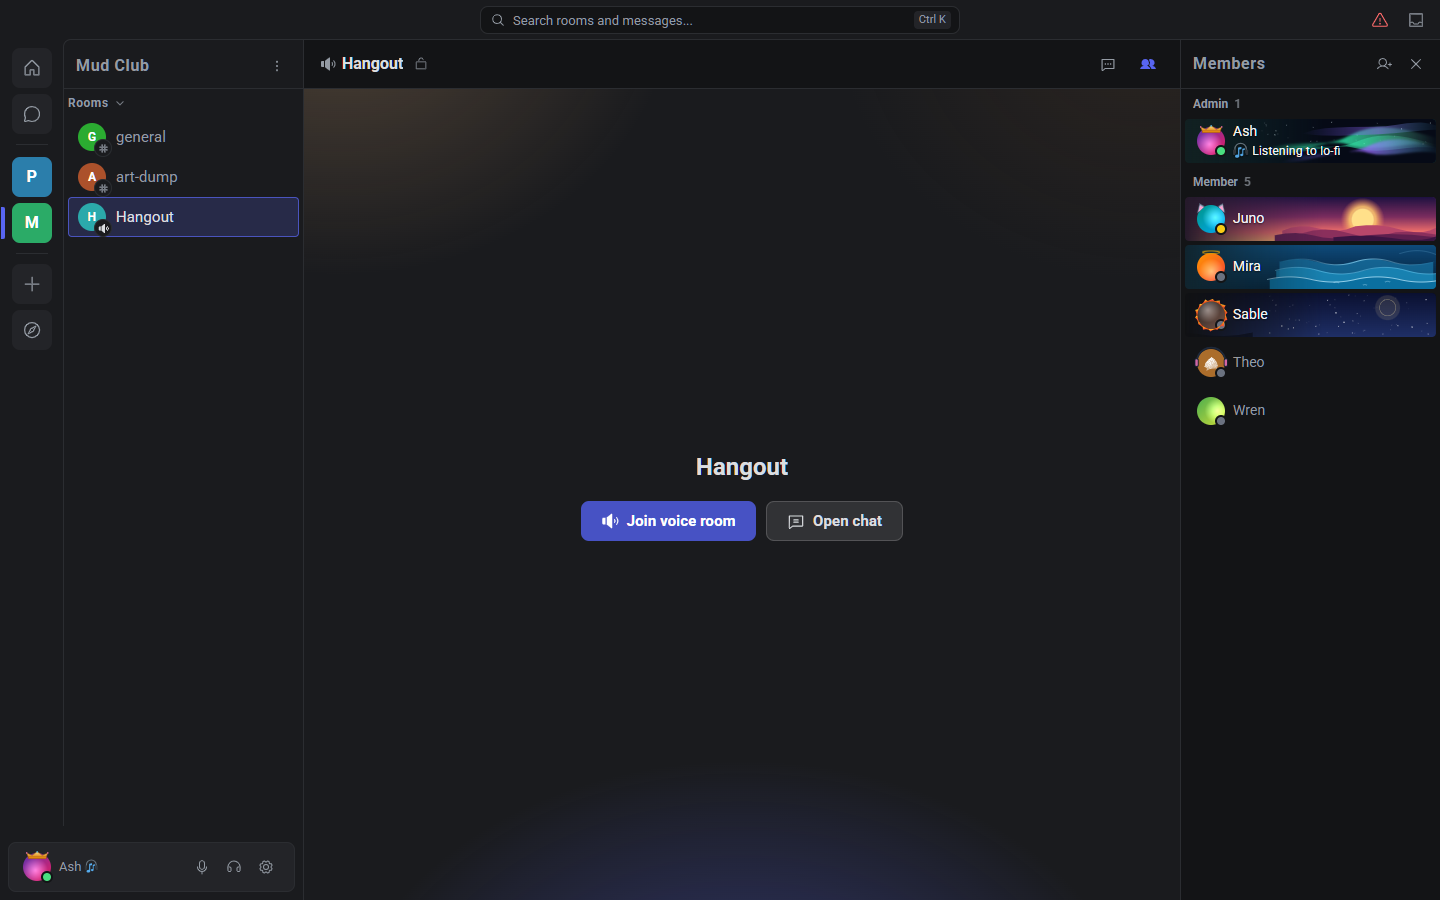 Search rooms and messages...
Ctrl K
P
M
Mud Club
Rooms
G
general
A
art-dump
H
Hangout
Ash
Hangout
Hangout
Join voice room
Open chat
Members
Admin 1
Ash
Listening to lo-fi
Member 5
Juno
Mira
Sable
Theo
Wren